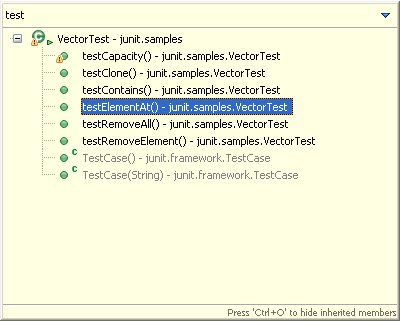 test
VectorTest - junit.samples
testCapacity() - junit.samples.VectorTest
testClone() - junit.samples.VectorTest
testContains() - junit.samples.VectorTest
testElementAt() - junit.samples.VectorTest
testRemoveAll() - junit.samples.VectorTest
testRemoveElement() - junit.samples.VectorTest
TestCase() - junit.framework.TestCase
TestCase(String) - junit.framework.TestCase
Press 'Ctrl+O' to hide inherited members